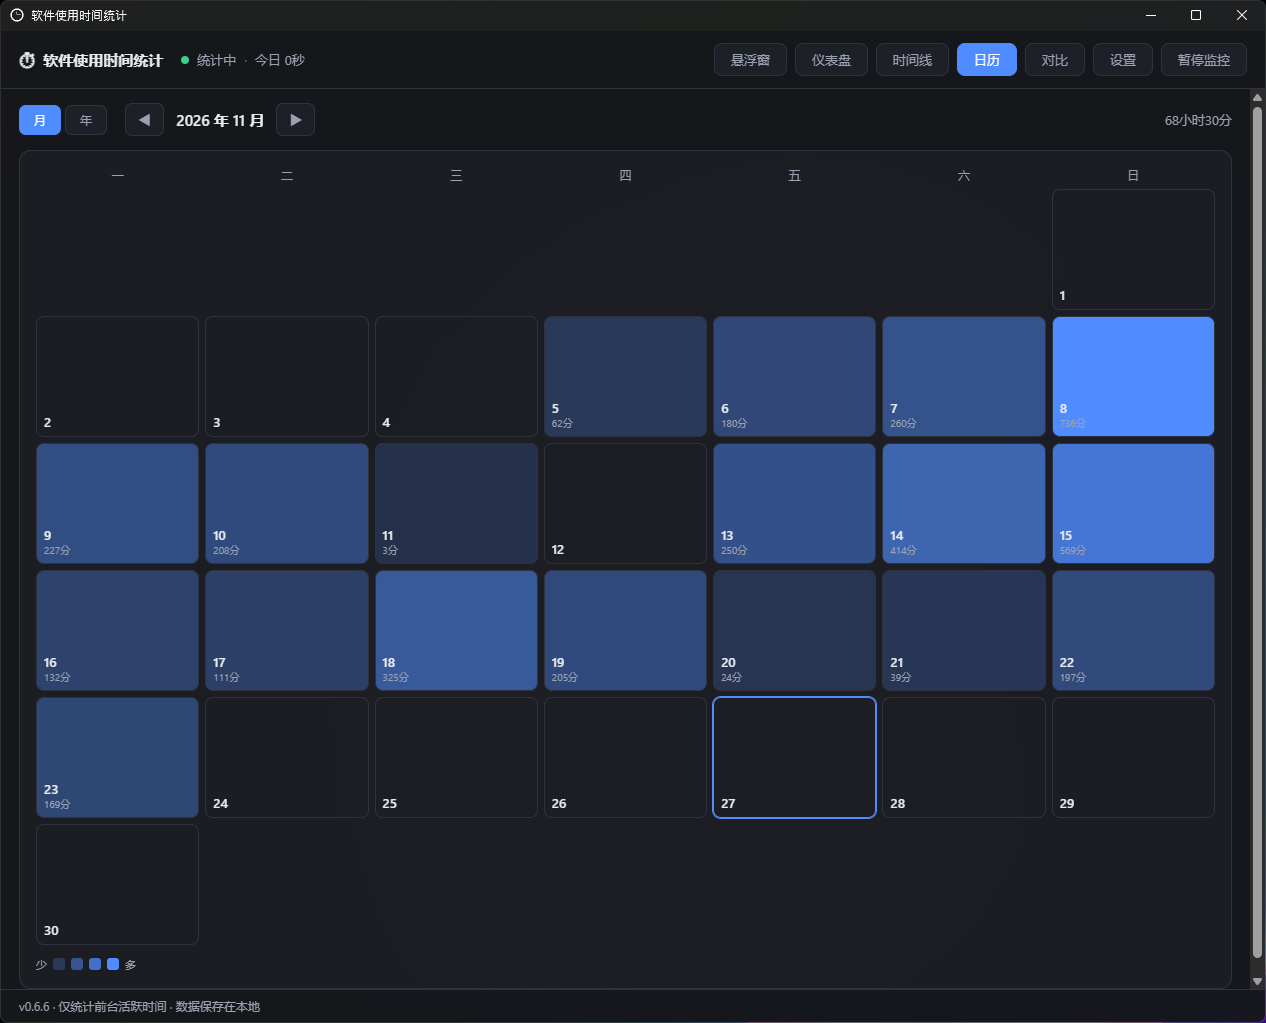 软件使用时间统计
软件使用时间统计 统计中 · 今日 0秒 悬浮窗 仪表盘 时间线 日历 对比 设置 暂停监控
月 年 ◀ 2026 年 11 月 ▶ 68小时30分
一 二 三 四 五 六 日
1
2 3 4 5 6 7 8
62分 180分 260分 736分
9 10 11 12 13 14 15
227分 208分 3分 250分 414分 569分
16 17 18 19 20 21 22
132分 111分 325分 205分 24分 39分 197分
23 24 25 26 27 28 29
169分
30
少 多
v0.6.6 · 仅统计前台活跃时间 · 数据保存在本地